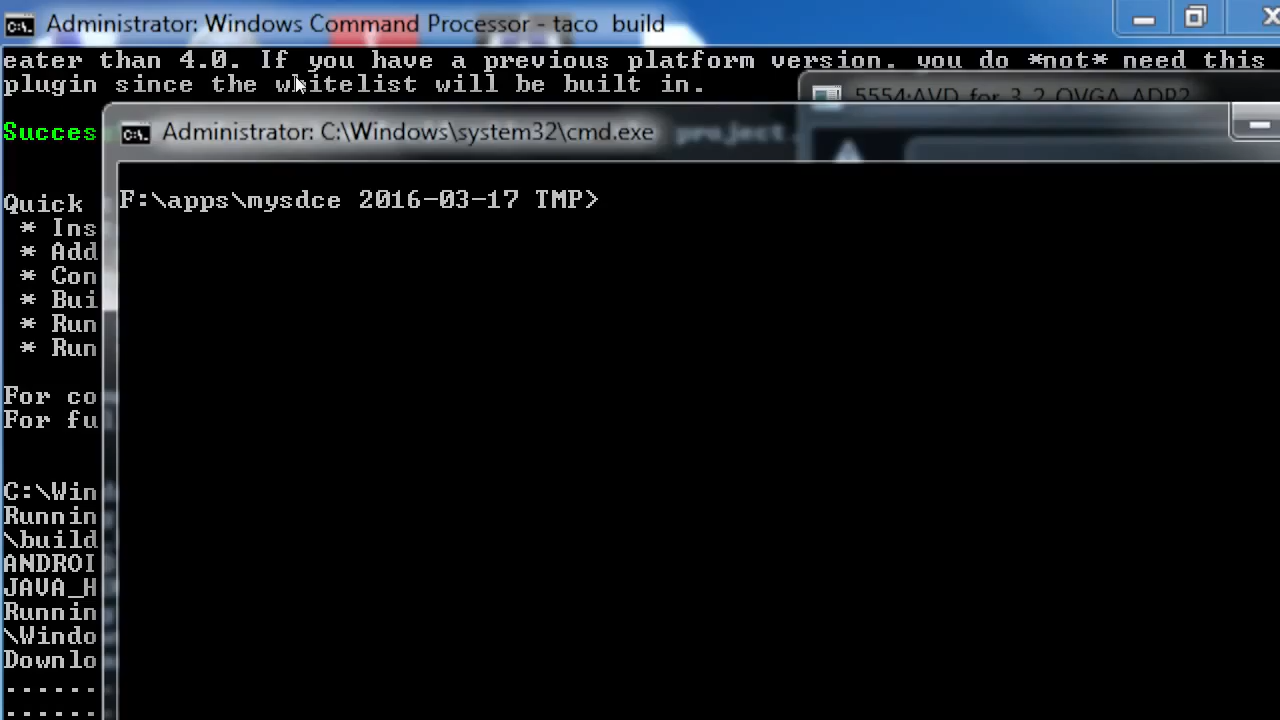 Administrator: Windows Command Processor - taco build
eater than 4.0. If you have a previous platform version. you do *not* need this
plugin since the whitelist will be built in.
5554:AVD_for_3_2_QVGA_ADP2
Succes
project.
Administrator: C:\Windows\system32\cmd.exe
F:\apps\mysdce 2016-03-17 TMP>
Quick
* Ins
* Add
* Con
* Bui
* Run
* Run
For co
For fu
C:\Win
Runnin
\build
ANDROI
JAVA_H
Runnin
\Windo
Downlo
------
------